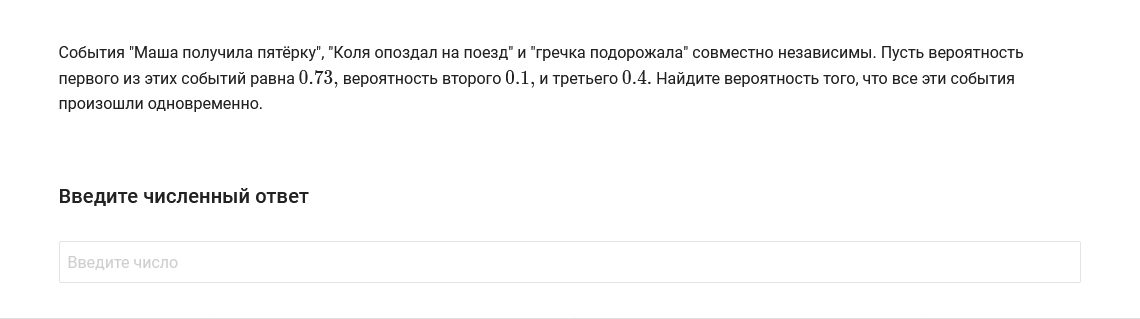 События "Маша получила пятёрку", "Коля опоздал на поезд" и "гречка подорожала" совместно независимы. Пусть вероятность
первого из этих событий равна 0.73, вероятность второго 0.1, и третьего 0.4. Найдите вероятность того, что все эти события
произошли одновременно.
Введите численный ответ
Введите число